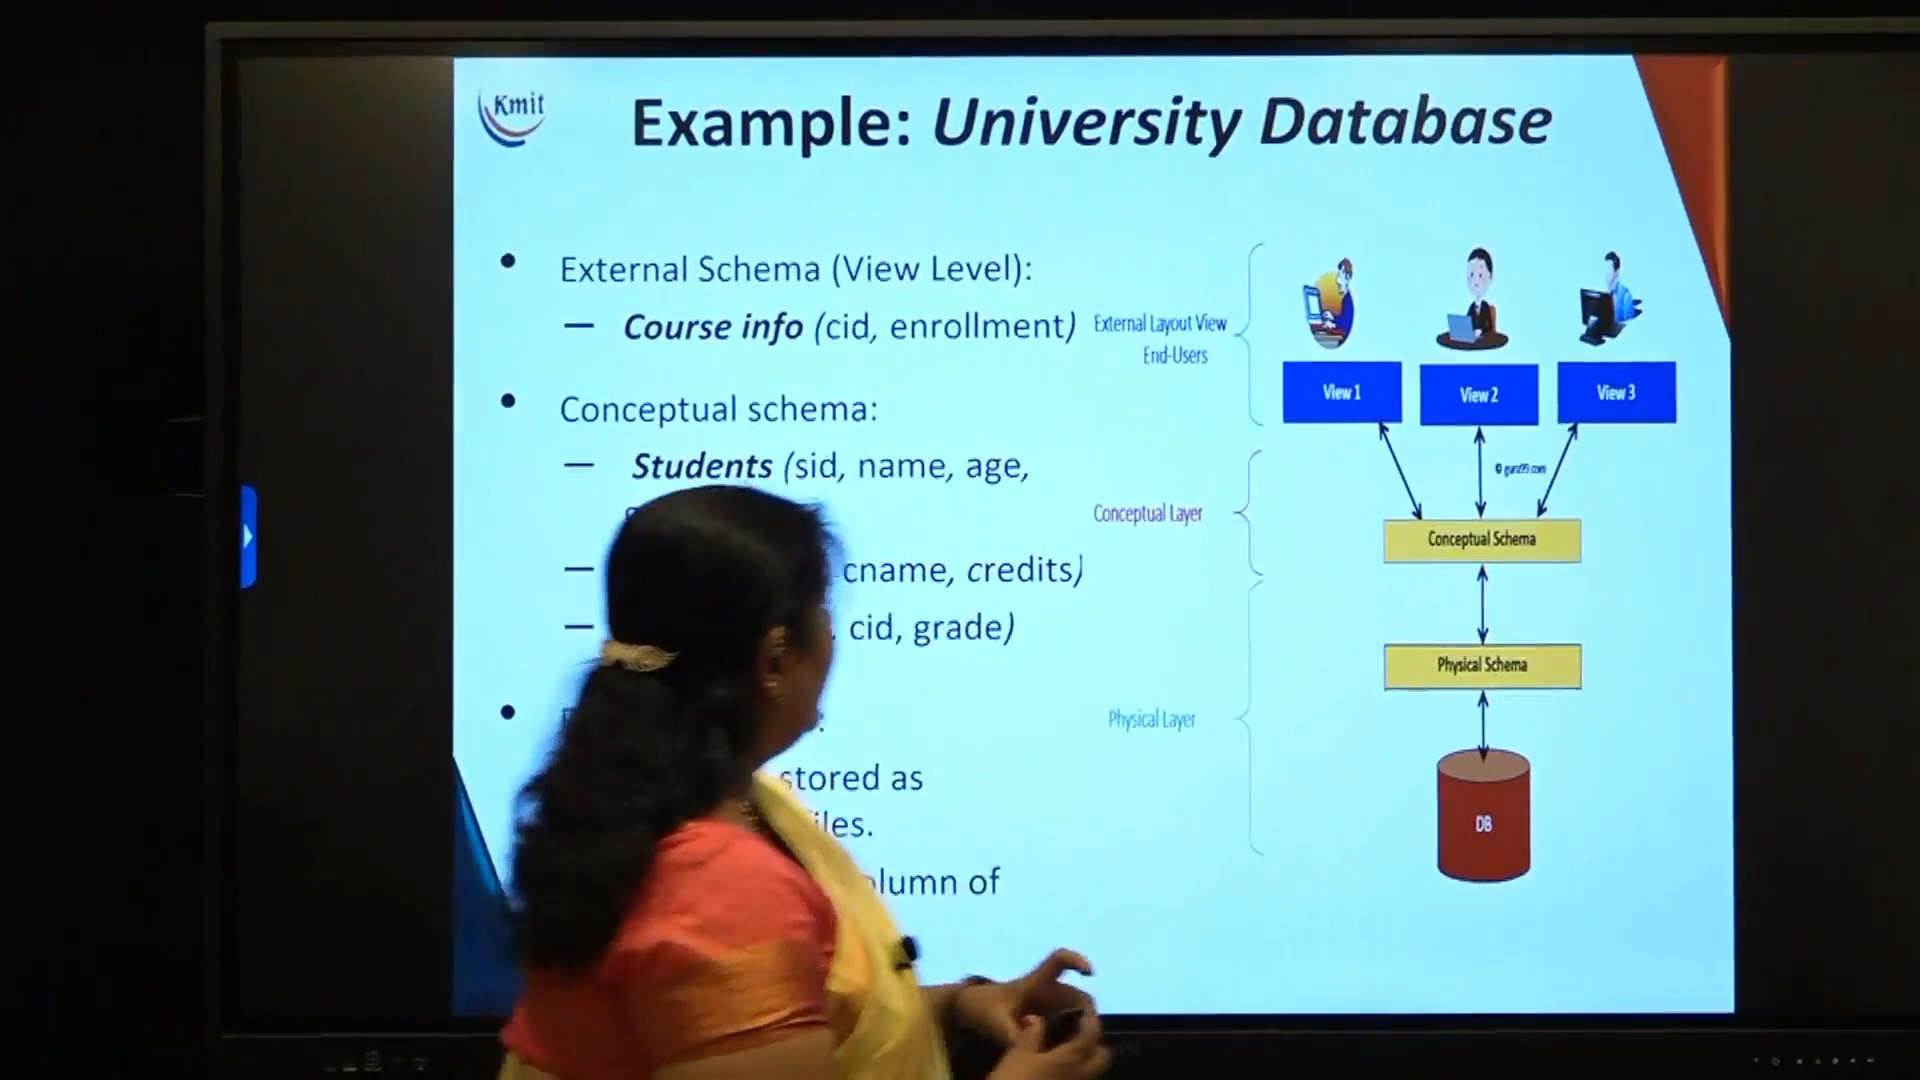 Kmit
Example: University Database
• External Schema (View Level):
— Course info (cid, enrollment)
• Conceptual schema:
— Students (sid, name, age,
— cname, credits)
— cid, grade)
•
stored as
of
External Layout View
End-Users
Conceptual Layer
Physical Layer
View 1
View 2
View 3
© guru99.com
Conceptual Schema
Physical Schema
DB